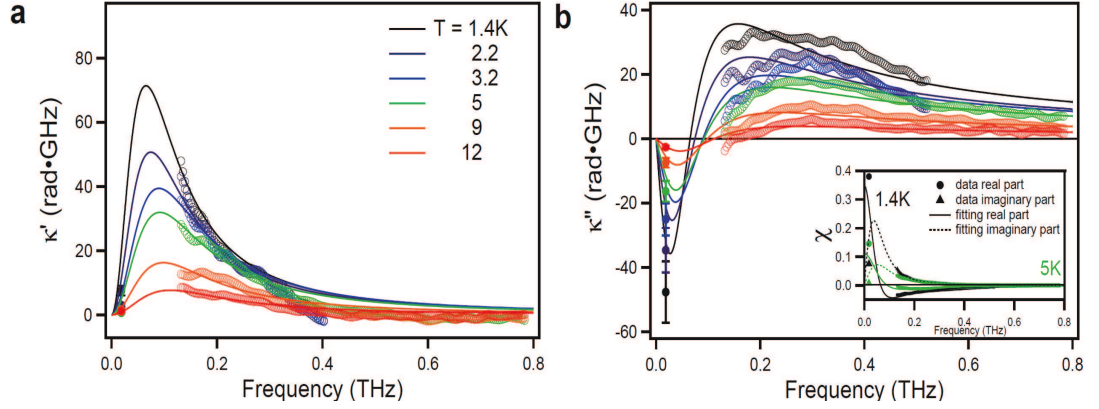 a
T = 1.4K
2.2
3.2
5
9
12
80
60
40
20
0
κ' (rad•GHz)
0.0
0.2
0.4
0.6
0.8
Frequency (THz)
b
40
20
0
-20
-40
-60
κ'' (rad•GHz)
0.0
0.2
0.4
0.6
0.8
Frequency (THz)
0.4
0.3
0.2
0.1
0.0
χ
1.4K
5K
data real part
data imaginary part
fitting real part
fitting imaginary part
0.0
0.2
0.4
0.6
0.8
Frequency (THz)